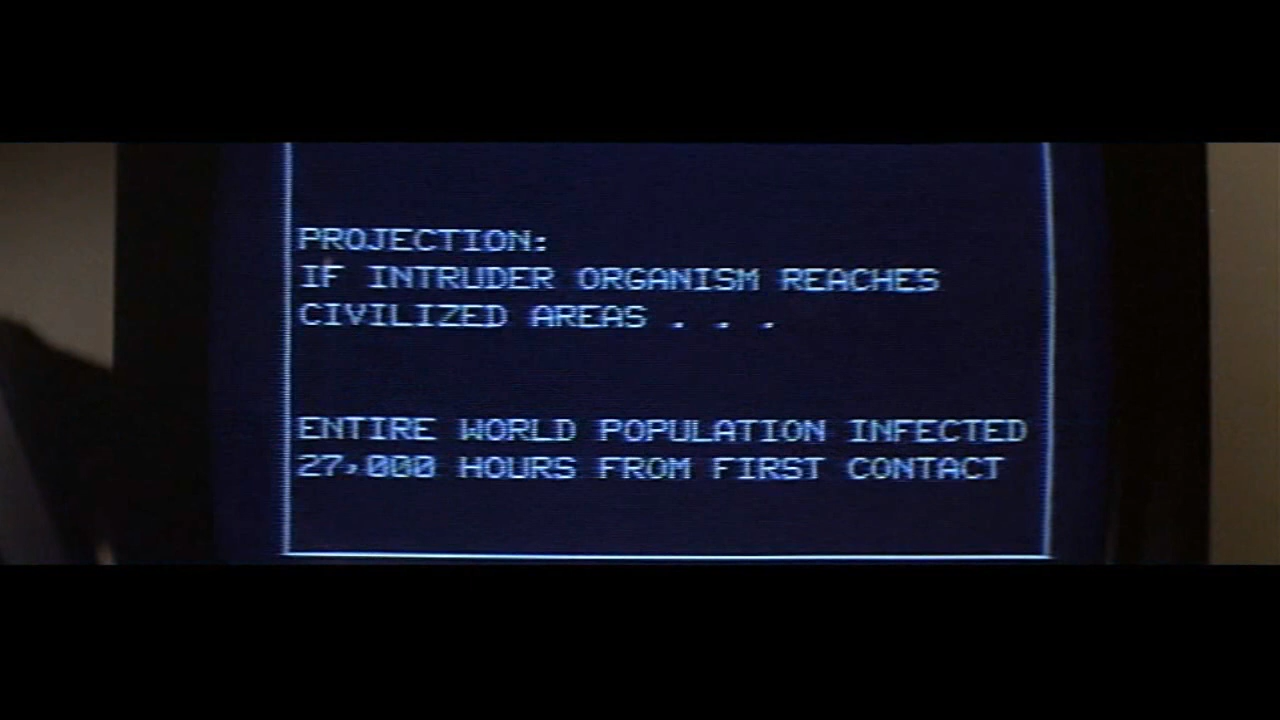 PROJECTION:
IF INTRUDER ORGANISM REACHES
CIVILIZED AREAS . . .
ENTIRE WORLD POPULATION INFECTED
27,000 HOURS FROM FIRST CONTACT